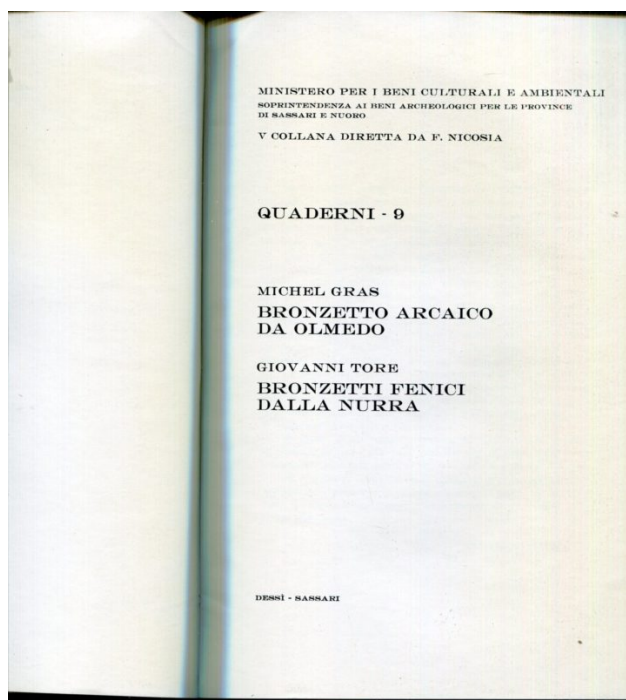 MINISTERO PER I BENI CULTURALI E AMBIENTALI
SOPRINTENDENZA AI BENI ARCHEOLOGICI PER LE PROVINCE
DI SASSARI E NUORO
V COLLANA DIRETTA DA F. NICOSIA
QUADERNI - 9
MICHEL GRAS
BRONZETTO ARCAICO
DA OLMEDO
GIOVANNI TORE
BRONZETTI FENICI
DALLA NURRA
DESSÌ - SASSARI